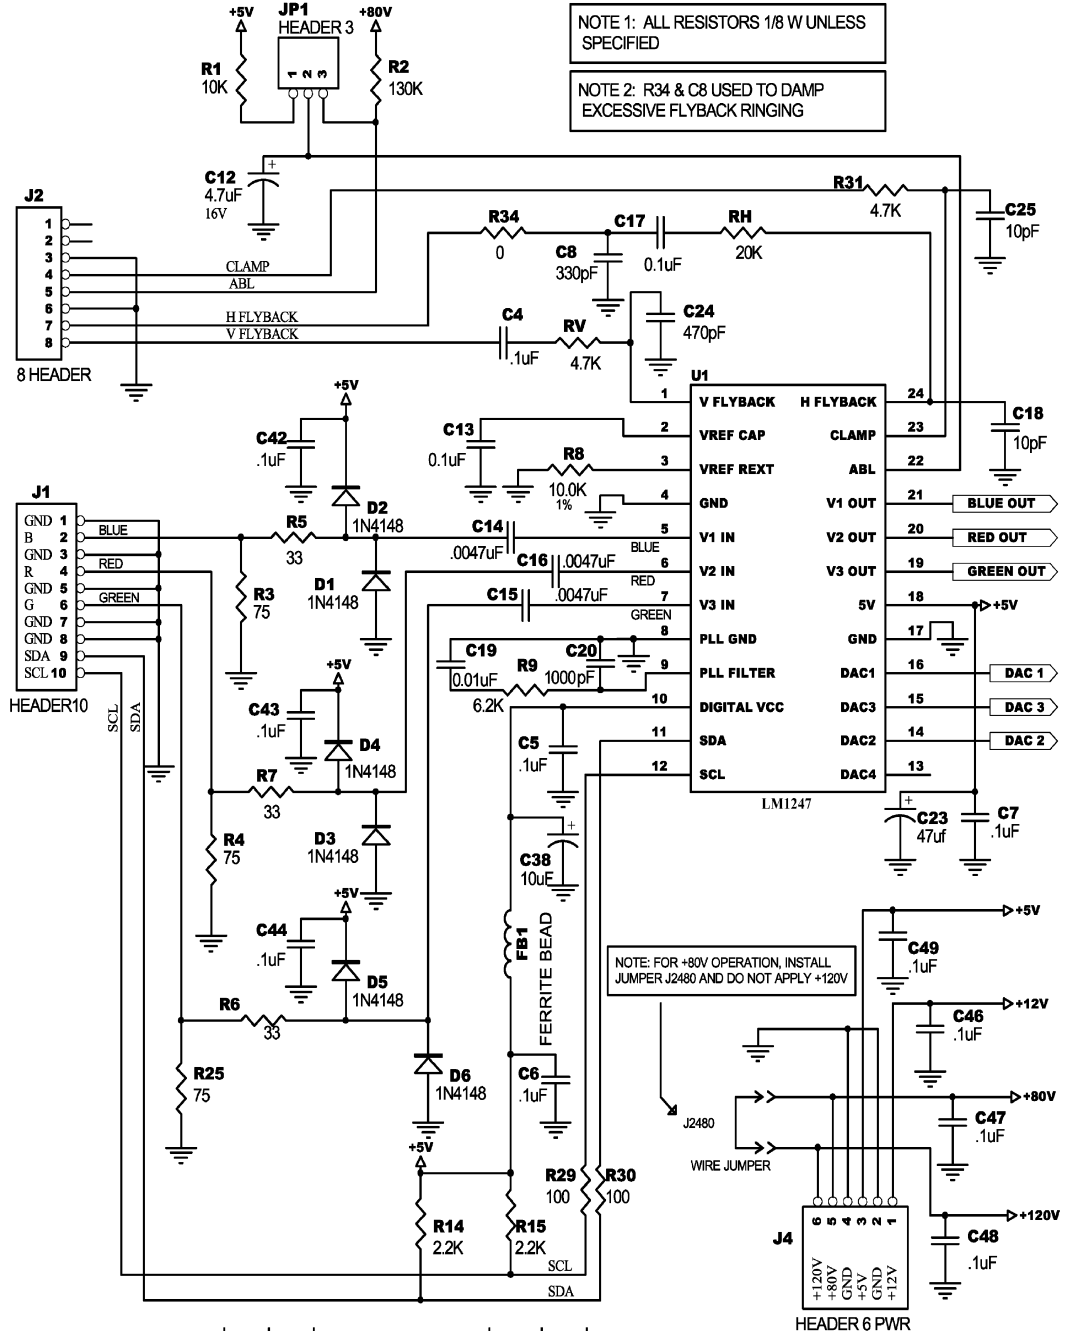 +5V
JP1
HEADER 3
+80V
NOTE 1: ALL RESISTORS 1/8 W UNLESS
SPECIFIED
R1
10K
1 2 3
R2
130K
NOTE 2: R34 & C8 USED TO DAMP
EXCESSIVE FLYBACK RINGING
C12
4.7uF
16V
+
R31
4.7K
C25
10pF
J2
1
2
3
4
5
6
7
8
8 HEADER
CLAMP
ABL
H FLYBACK
V FLYBACK
R34
0
C8
330pF
C17
0.1uF
RH
20K
C4
.1uF
RV
4.7K
C24
470pF
C18
10pF
+5V
C42
.1uF
C13
0.1uF
R8
10.0K
1%
U1
1 V FLYBACK H FLYBACK 24
2 VREF CAP CLAMP 23
3 VREF REXT ABL 22
4 GND V1 OUT 21
5 V1 IN V2 OUT 20
6 V2 IN V3 OUT 19
7 V3 IN 5V 18
8 PLL GND GND 17
9 PLL FILTER DAC1 16
10 DIGITAL VCC DAC3 15
11 SDA DAC2 14
12 SCL DAC4 13
LM1247
BLUE OUT
RED OUT
GREEN OUT
+5V
DAC 1
DAC 3
DAC 2
J1
GND 1
B 2
GND 3
R 4
GND 5
G 6
GND 7
GND 8
SDA 9
SCL 10
HEADER10
BLUE
RED
GREEN
SCL
SDA
R5
33
D2
1N4148
R3
75
D1
1N4148
C14
.0047uF
BLUE
C16
.0047uF
RED
C15
.0047uF
GREEN
C19
0.01uF
R9
6.2K
C20
1000pF
+5V
C43
.1uF
D4
1N4148
C5
.1uF
R7
33
R4
75
D3
1N4148
C38
10uF
+
C23
47uf
+
C7
.1uF
+5V
C44
.1uF
D5
1N4148
FB1
FERRITE BEAD
R6
33
R25
75
D6
1N4148
C6
.1uF
NOTE: FOR +80V OPERATION, INSTALL
JUMPER J2480 AND DO NOT APPLY +120V
J2480
WIRE JUMPER
C49
.1uF
+5V
C46
.1uF
+12V
C47
.1uF
+80V
C48
.1uF
+120V
+5V
R14
2.2K
R15
2.2K
R29
100
R30
100
SCL
SDA
J4
6 5 4 3 2 1
+120V
+80V
GND
+5V
GND
+12V
HEADER 6 PWR